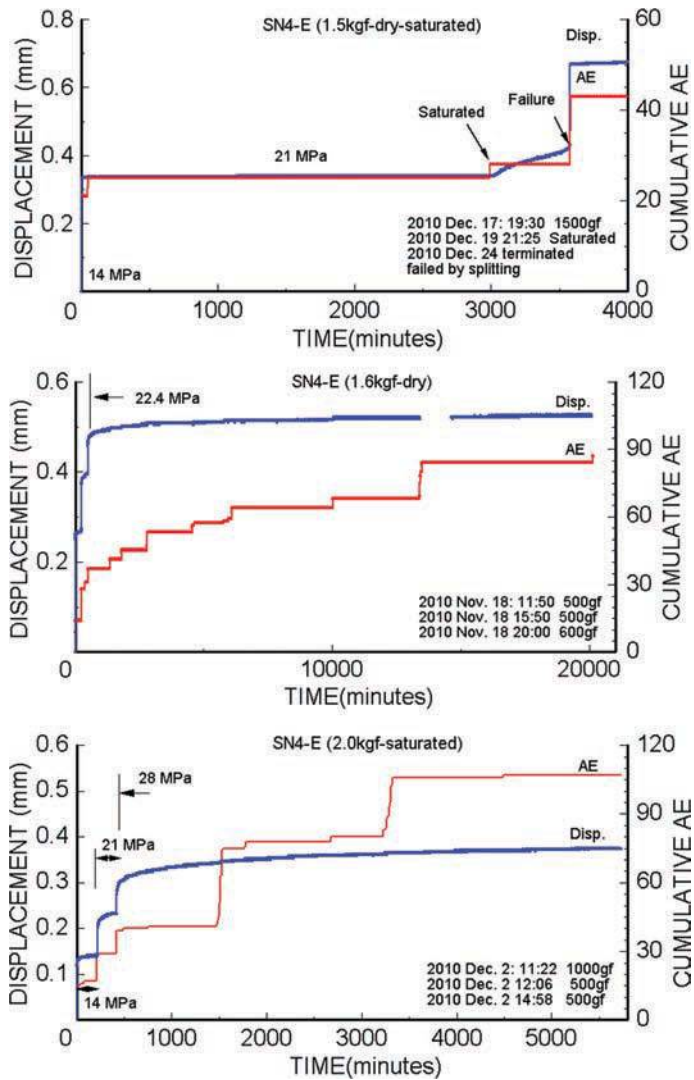 SN4-E (1.5kgf-dry-saturated)
DISPLACEMENT (mm)
0.8
0.6
0.4
0.2
Disp.
AE
Failure
Saturated
21 MPa
14 MPa
2010 Dec. 17: 19:30 1500gf
2010 Dec. 19 21:25 Saturated
2010 Dec. 24 terminated
failed by splitting
60
40
20
0
CUMULATIVE AE
0 1000 2000 3000 4000
TIME(minutes)
SN4-E (1.6kgf-dry)
DISPLACEMENT (mm)
0.6
0.4
0.2
22.4 MPa
Disp.
AE
2010 Nov. 18: 11:50 500gf
2010 Nov. 18 15:50 500gf
2010 Nov. 18 20:00 600gf
120
90
60
30
0
CUMULATIVE AE
0 10000 20000
TIME(minutes)
SN4-E (2.0kgf-saturated)
DISPLACEMENT (mm)
0.6
0.5
0.4
0.3
0.2
0.1
28 MPa
21 MPa
14 MPa
AE
Disp.
2010 Dec. 2: 11:22 1000gf
2010 Dec. 2 12:06 500gf
2010 Dec. 2 14:58 500gf
120
90
60
30
0
CUMULATIVE AE
0 1000 2000 3000 4000 5000
TIME(minutes)